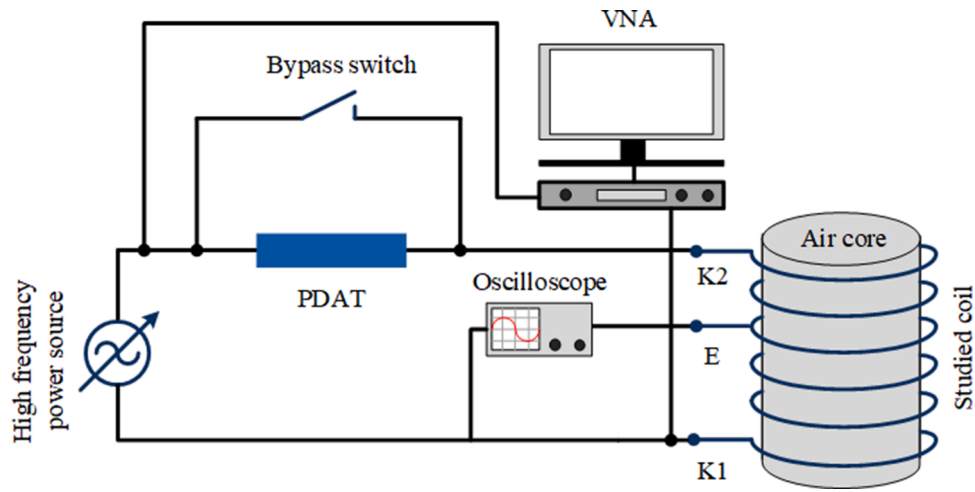 VNA
Bypass switch
Air core
K2
PDAT
Oscilloscope
E
High frequency
power source
Studied coil
K1